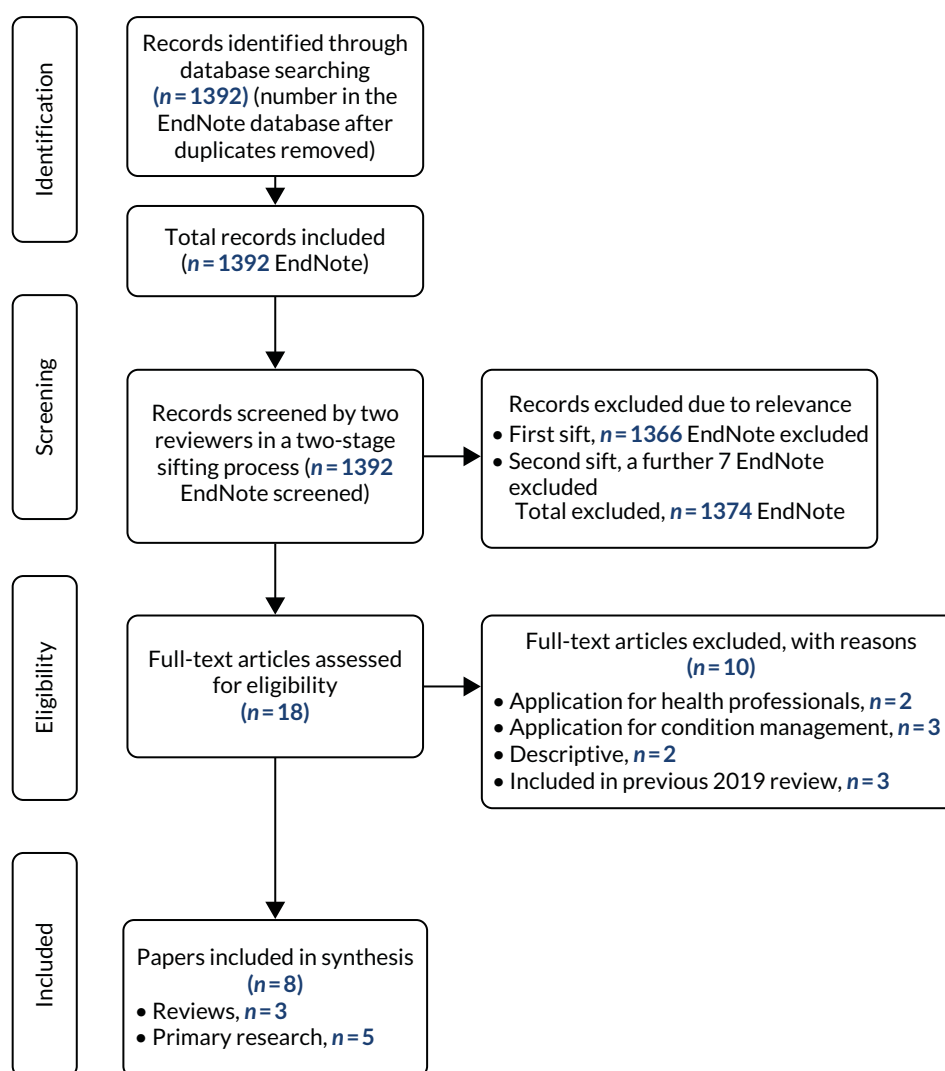 Identification
Records identified through
database searching
(n=1392) (number in the
EndNote database after
duplicates removed)
Total records included
(n=1392 EndNote)
Screening
Records screened by two
reviewers in a two-stage
sifting process (n=1392
EndNote screened)
Records excluded due to relevance
• First sift, n=1366 EndNote excluded
• Second sift, a further 7 EndNote
excluded
Total excluded, n=1374 EndNote
Eligibility
Full-text articles assessed
for eligibility
(n=18)
Full-text articles excluded, with reasons
(n=10)
• Application for health professionals, n=2
• Application for condition management, n=3
• Descriptive, n=2
• Included in previous 2019 review, n=3
Included
Papers included in synthesis
(n=8)
• Reviews, n=3
• Primary research, n=5